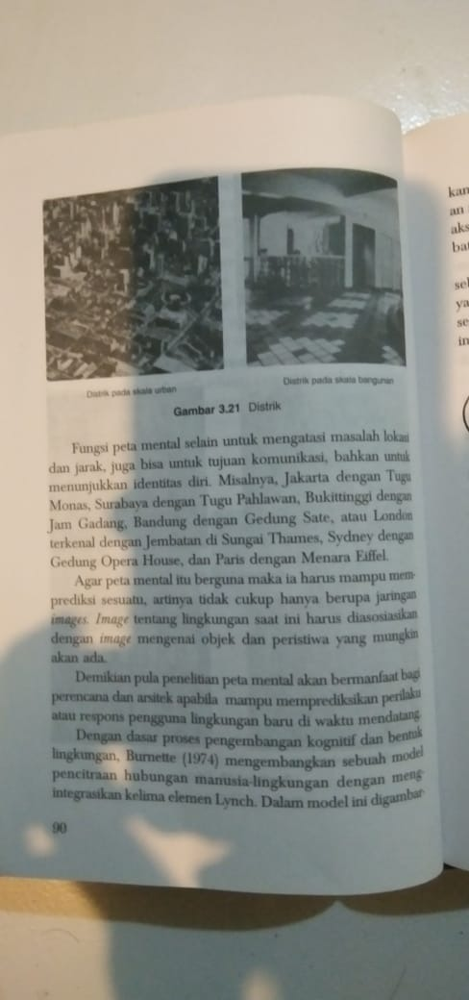 Distrik pada skala urban
Distrik pada skala bangunan
Gambar 3.21 Distrik
Fungsi peta mental selain untuk mengatasi masalah lokasi
dan jarak, juga bisa untuk tujuan komunikasi, bahkan untuk
menunjukkan identitas diri. Misalnya, Jakarta dengan Tugu
Monas, Surabaya dengan Tugu Pahlawan, Bukittinggi dengan
Jam Gadang, Bandung dengan Gedung Sate, atau London
terkenal dengan Jembatan di Sungai Thames, Sydney dengan
Gedung Opera House, dan Paris dengan Menara Eiffel.
Agar peta mental itu berguna maka ia harus mampu mem-
prediksi sesuatu, artinya tidak cukup hanya berupa jaringan
images. Image tentang lingkungan saat ini harus diasosiasikan
dengan image mengenai objek dan peristiwa yang mungkin
akan ada.
Demikian pula penelitian peta mental akan bermanfaat bagi
perencana dan arsitek apabila mampu memprediksikan perilaku
atau respons pengguna lingkungan baru di waktu mendatang.
Dengan dasar proses pengembangan kognitif dan bentuk
lingkungan, Burnette (1974) mengembangkan sebuah model
pencitraan hubungan manusia-lingkungan dengan meng-
integrasikan kelima elemen Lynch. Dalam model ini digambar-
90
kan
an
aks
bat
sel
ya
se
in